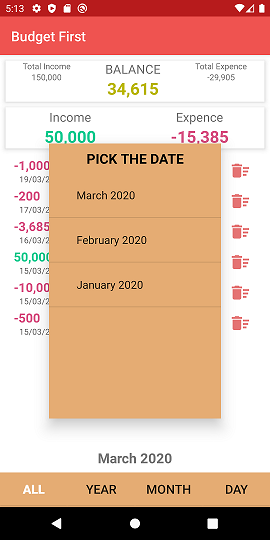 5:13
Budget First
Total Income
BALANCE
Total Expence
150,000
34,615
-29,905
Income
Expence
50,000
-15,385
PICK THE DATE
March 2020
February 2020
January 2020
-1,000
19/03/2
-200
17/03/2
-3,685
16/03/2
50,000
15/03/2
-10,00
15/03/2
-500
15/03/2
March 2020
ALL
YEAR
MONTH
DAY